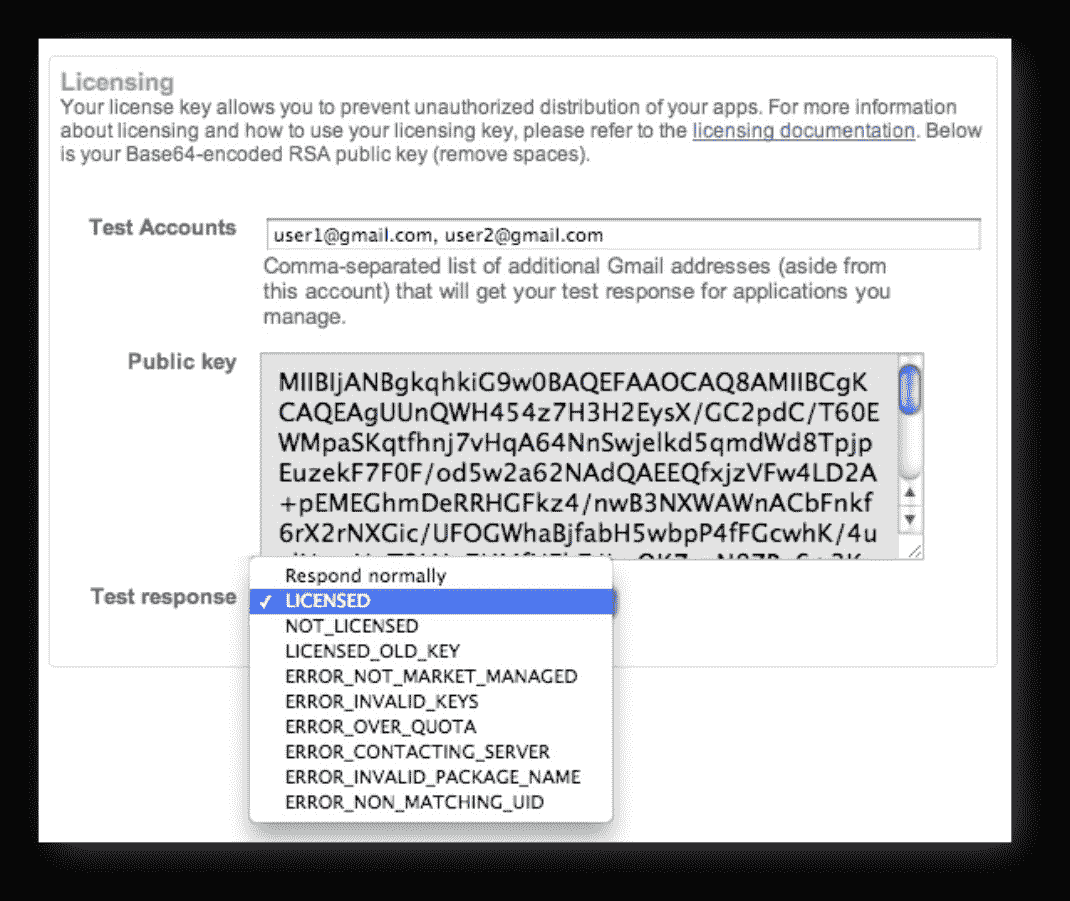 Licensing
Your license key allows you to prevent unauthorized distribution of your apps. For more information
about licensing and how to use your licensing key, please refer to the licensing documentation. Below
is your Base64-encoded RSA public key (remove spaces).
Test Accounts
user1@gmail.com, user2@gmail.com
Comma-separated list of additional Gmail addresses (aside from
this account) that will get your test response for applications you
manage.
Public key
MIIBIjANBgkqhkiG9w0BAQEFAAOCAQ8AMIIBCgK
CAQEAgUUnQWH454z7H3H2EysX/GC2pdC/T60E
WMpaSKqtfhnj7vHqA64NnSwjelkd5qmdWd8Tpjp
EuzekF7F0F/od5w2a62NAdQAEEQfxjzVFw4LD2A
+pEMEGhmDeRRHGFkz4/nwB3NXWAWnACbFnkf
6rX2rNXGic/UFOGWhaBjfabH5wbpP4fFGcwhK/4u
Test response
Respond normally
✓ LICENSED
NOT_LICENSED
LICENSED_OLD_KEY
ERROR_NOT_MARKET_MANAGED
ERROR_INVALID_KEYS
ERROR_OVER_QUOTA
ERROR_CONTACTING_SERVER
ERROR_INVALID_PACKAGE_NAME
ERROR_NON_MATCHING_UID